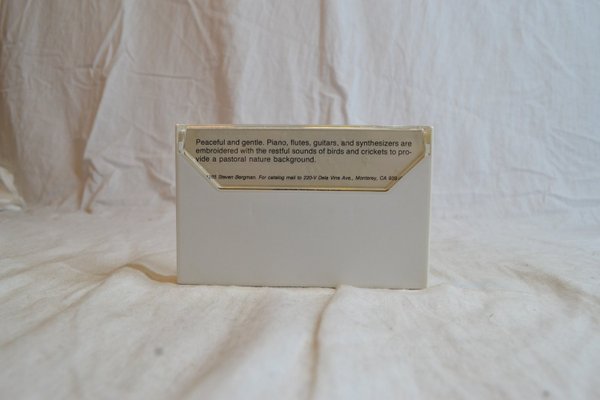 Peaceful and gentle. Piano, flutes, guitars, and synthesizers are
embroidered with the restful sounds of birds and crickets to pro-
vide a pastoral nature background.
Steven Bergman. For catalog mail to 220-V Dela Vina Ave., Monterey, CA 939